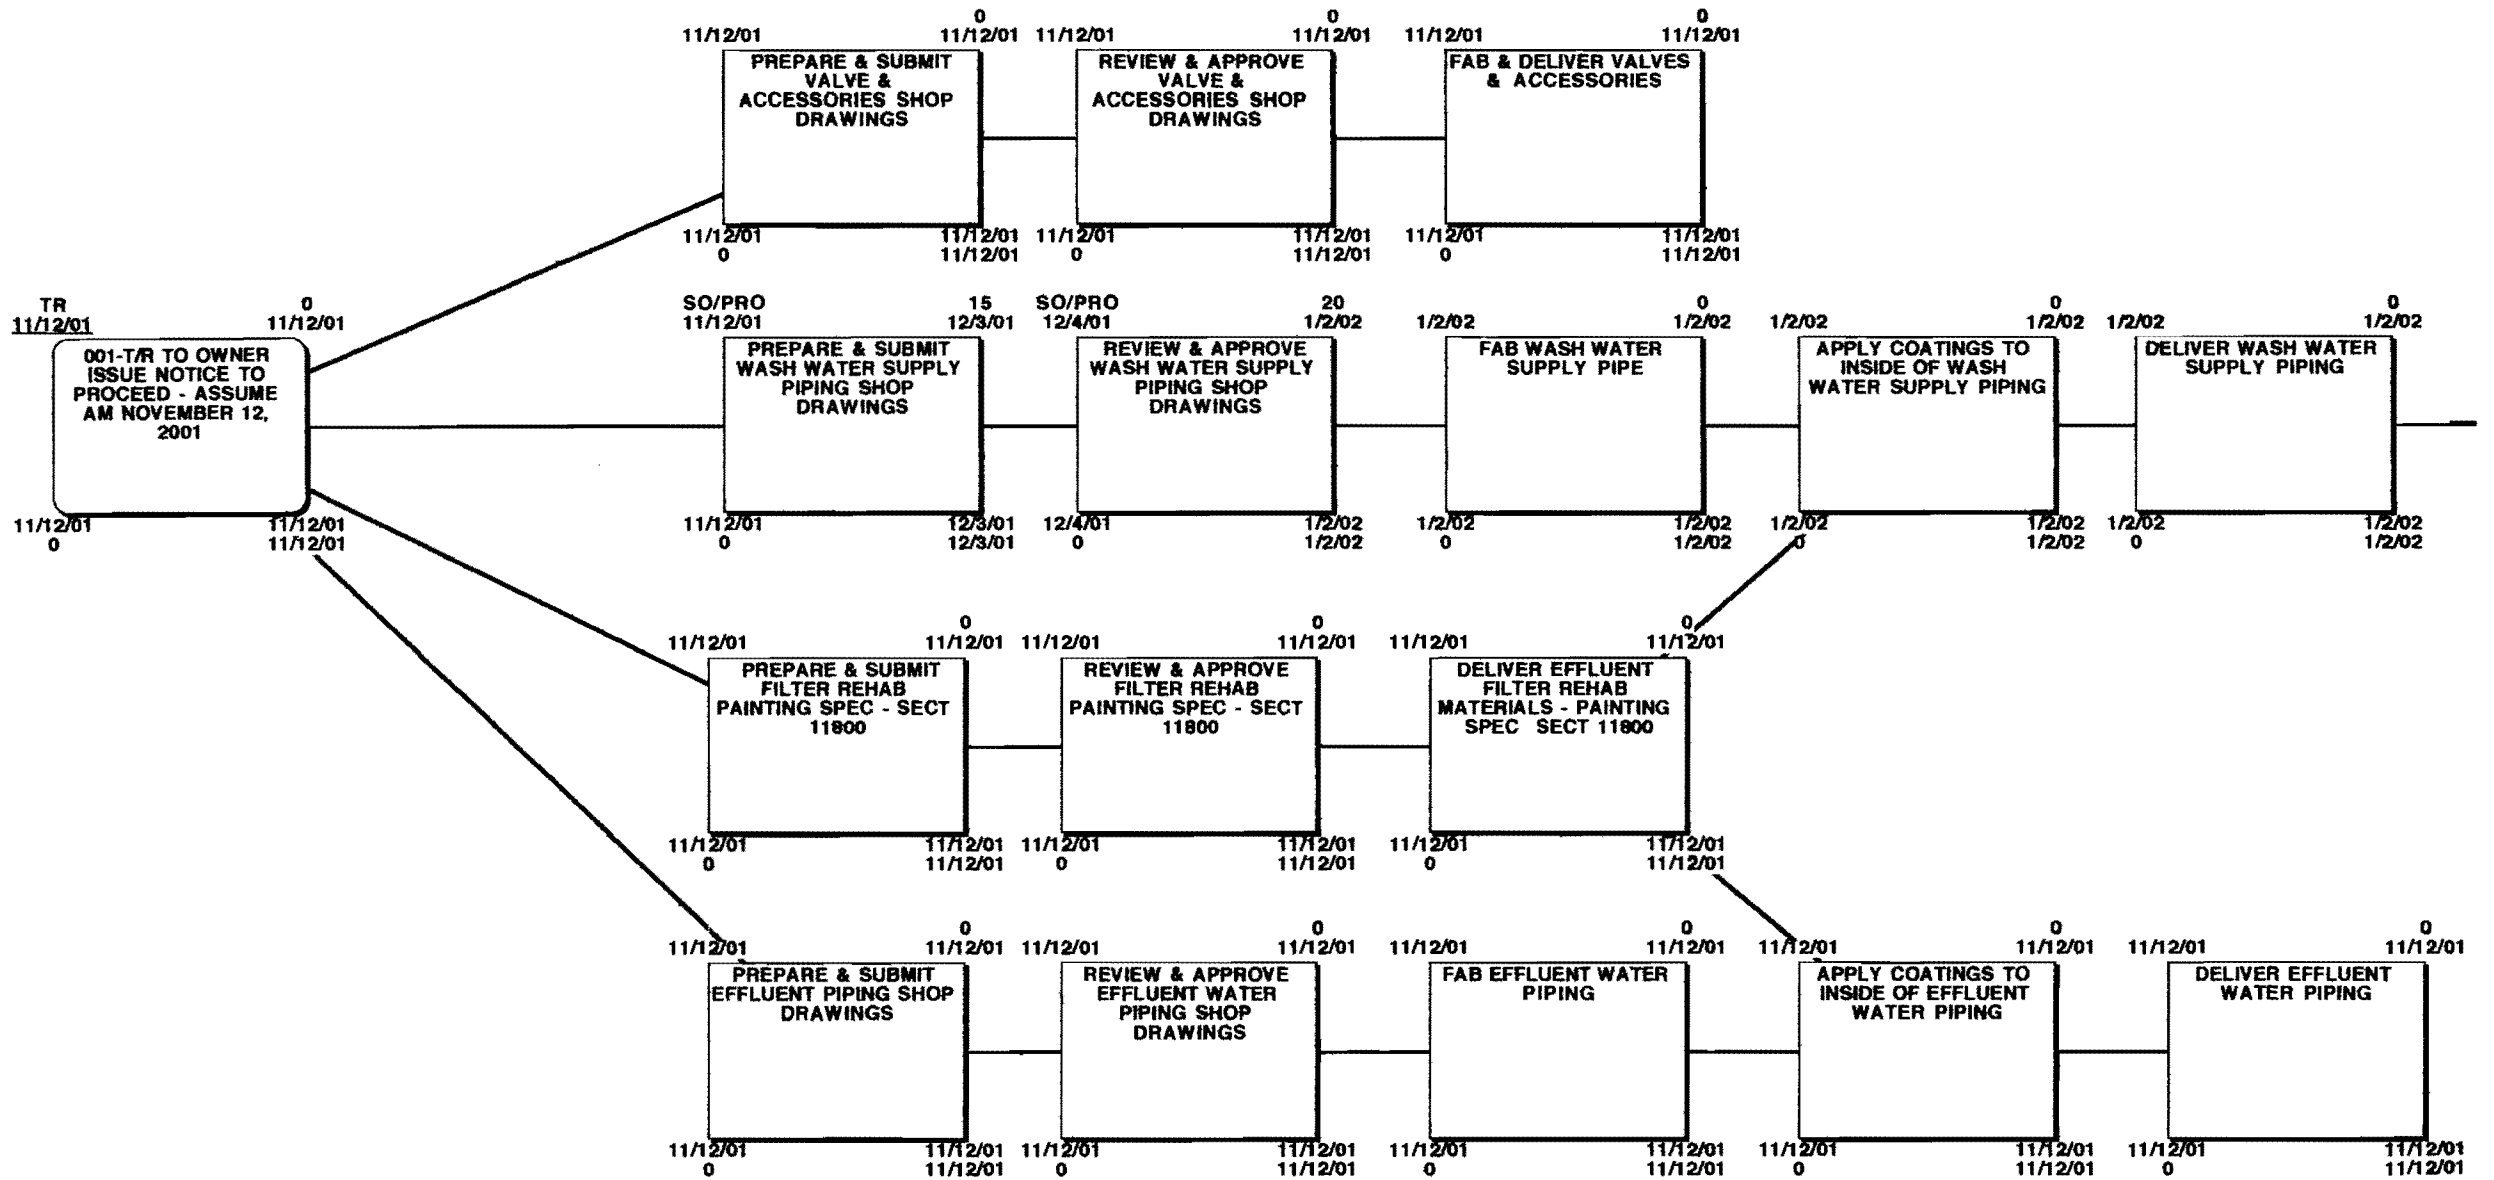 0 0 0
11/12/01 11/12/01 11/12/01 11/12/01 11/12/01 11/12/01
PREPARE & SUBMIT
VALVE &
ACCESSORIES SHOP
DRAWINGS
REVIEW & APPROVE
VALVE &
ACCESSORIES SHOP
DRAWINGS
FAB & DELIVER VALVES
& ACCESSORIES
11/12/01 11/12/01 11/12/01 11/12/01 11/12/01 11/12/01
0 11/12/01 0 11/12/01 0 11/12/01
TR 0
11/12/01 11/12/01
001-T/R TO OWNER
ISSUE NOTICE TO
PROCEED - ASSUME
AM NOVEMBER 12,
2001
11/12/01 11/12/01
0 11/12/01
SO/PRO 15 SO/PRO 20 0 0 0
11/12/01 12/3/01 12/4/01 1/2/02 1/2/02 1/2/02 1/2/02 1/2/02 1/2/02 1/2/02
PREPARE & SUBMIT
WASH WATER SUPPLY
PIPING SHOP
DRAWINGS
REVIEW & APPROVE
WASH WATER SUPPLY
PIPING SHOP
DRAWINGS
FAB WASH WATER
SUPPLY PIPE
APPLY COATINGS TO
INSIDE OF WASH
WATER SUPPLY PIPING
DELIVER WASH WATER
SUPPLY PIPING
11/12/01 12/3/01 12/4/01 1/2/02 1/2/02 1/2/02 1/2/02 1/2/02 1/2/02 1/2/02
0 12/3/01 0 1/2/02 0 1/2/02 0 1/2/02 0 1/2/02
0 0 0
11/12/01 11/12/01 11/12/01 11/12/01 11/12/01 11/12/01
PREPARE & SUBMIT
FILTER REHAB
PAINTING SPEC - SECT
11800
REVIEW & APPROVE
FILTER REHAB
PAINTING SPEC - SECT
11800
DELIVER EFFLUENT
FILTER REHAB
MATERIALS - PAINTING
SPEC SECT 11800
11/12/01 11/12/01 11/12/01 11/12/01 11/12/01 11/12/01
0 11/12/01 0 11/12/01 0 11/12/01
0 0 0 0 0
11/12/01 11/12/01 11/12/01 11/12/01 11/12/01 11/12/01 11/12/01 11/12/01 11/12/01 11/12/01
PREPARE & SUBMIT
EFFLUENT PIPING SHOP
DRAWINGS
REVIEW & APPROVE
EFFLUENT WATER
PIPING SHOP
DRAWINGS
FAB EFFLUENT WATER
PIPING
APPLY COATINGS TO
INSIDE OF EFFLUENT
WATER PIPING
DELIVER EFFLUENT
WATER PIPING
11/12/01 11/12/01 11/12/01 11/12/01 11/12/01 11/12/01 11/12/01 11/12/01 11/12/01 11/12/01
0 11/12/01 0 11/12/01 0 11/12/01 0 11/12/01 0 11/12/01